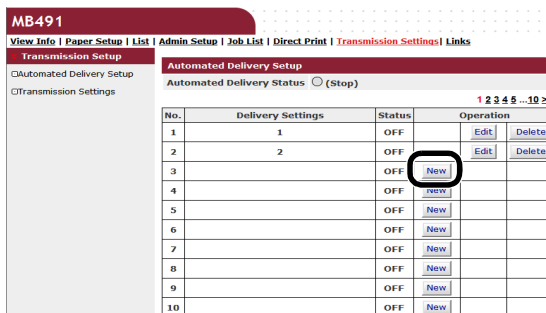 MB491
View Info | Paper Setup | List | Admin Setup | Job List | Direct Print | Transmission Settings| Links
Transmission Setup
Automated Delivery Setup
Transmission Settings
Automated Delivery Setup
Automated Delivery Status (Stop)
1 2 3 4 5 ...10 >
No. Delivery Settings Status Operation
1 1 OFF Edit Delete
2 2 OFF Edit Delete
3 OFF New
4 OFF New
5 OFF New
6 OFF New
7 OFF New
8 OFF New
9 OFF New
10 OFF New